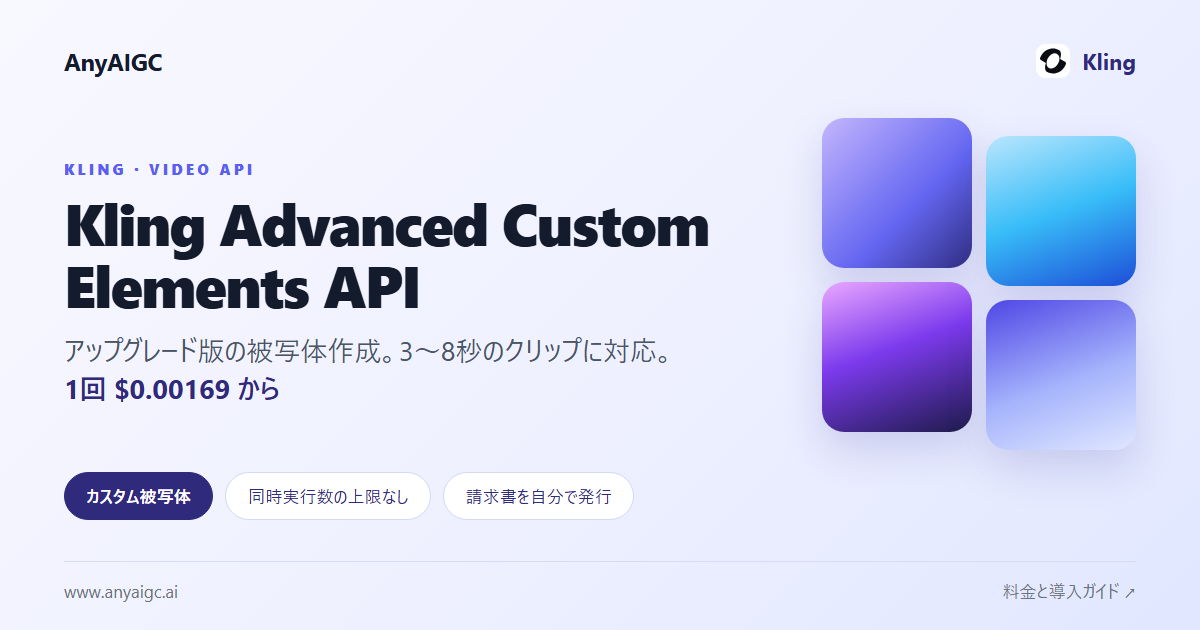 AnyAIGC
Kling
KLING · VIDEO API
Kling Advanced Custom
Elements API
アップグレード版の被写体作成。3〜8秒のクリップに対応。
1回 $0.00169 から
カスタム被写体
同時実行数の上限なし
請求書を自分で発行
www.anyaigc.ai
料金と導入ガイド ↗